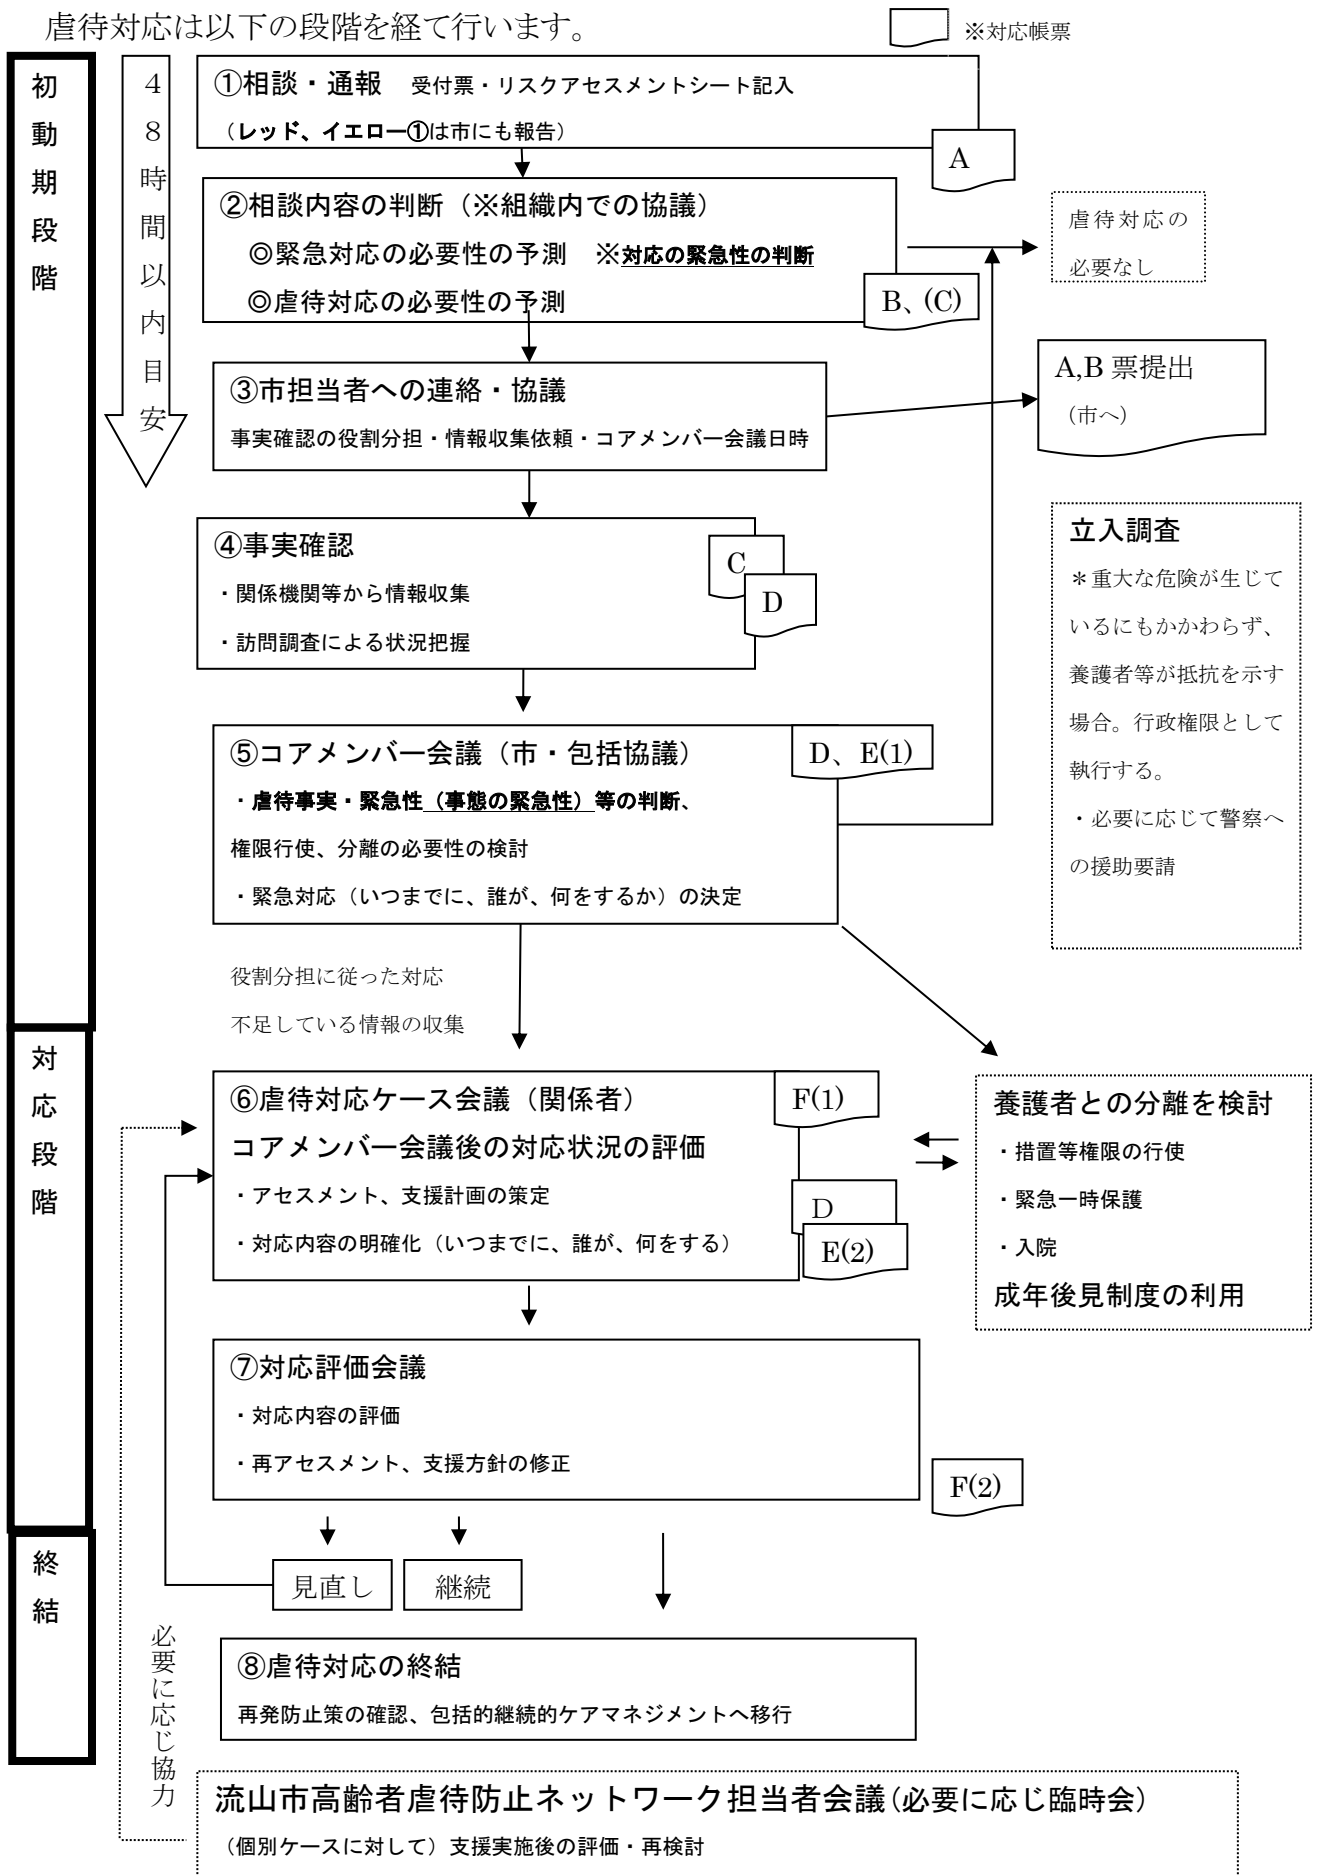 虐待対応は以下の段階を経て行います。
※対応帳票
初動期段階
48時間以内目安
①相談・通報 受付票・リスクアセスメントシート記入
（レッド、イエロー①は市にも報告）
A
②相談内容の判断（※組織内での協議）
◎緊急対応の必要性の予測 ※対応の緊急性の判断
◎虐待対応の必要性の予測
B、(C)
虐待対応の
必要なし
③市担当者への連絡・協議
事実確認の役割分担・情報収集依頼・コアメンバー会議日時
A,B 票提出
（市へ）
④事実確認
・関係機関等から情報収集
・訪問調査による状況把握
C
D
立入調査
＊重大な危険が生じて
いるにもかかわらず、
養護者等が抵抗を示す
場合。行政権限として
執行する。
・必要に応じて警察へ
の援助要請
⑤コアメンバー会議（市・包括協議）
・虐待事実・緊急性（事態の緊急性）等の判断、
権限行使、分離の必要性の検討
・緊急対応（いつまでに、誰が、何をするか）の決定
D、E(1)
役割分担に従った対応
不足している情報の収集
対応段階
⑥虐待対応ケース会議（関係者）
コアメンバー会議後の対応状況の評価
・アセスメント、支援計画の策定
・対応内容の明確化（いつまでに、誰が、何をする）
F(1)
D
E(2)
養護者との分離を検討
・措置等権限の行使
・緊急一時保護
・入院
成年後見制度の利用
⑦対応評価会議
・対応内容の評価
・再アセスメント、支援方針の修正
F(2)
終結
見直し
継続
⑧虐待対応の終結
再発防止策の確認、包括的継続的ケアマネジメントへ移行
必要に応じ協力
流山市高齢者虐待防止ネットワーク担当者会議(必要に応じ臨時会)
（個別ケースに対して）支援実施後の評価・再検討